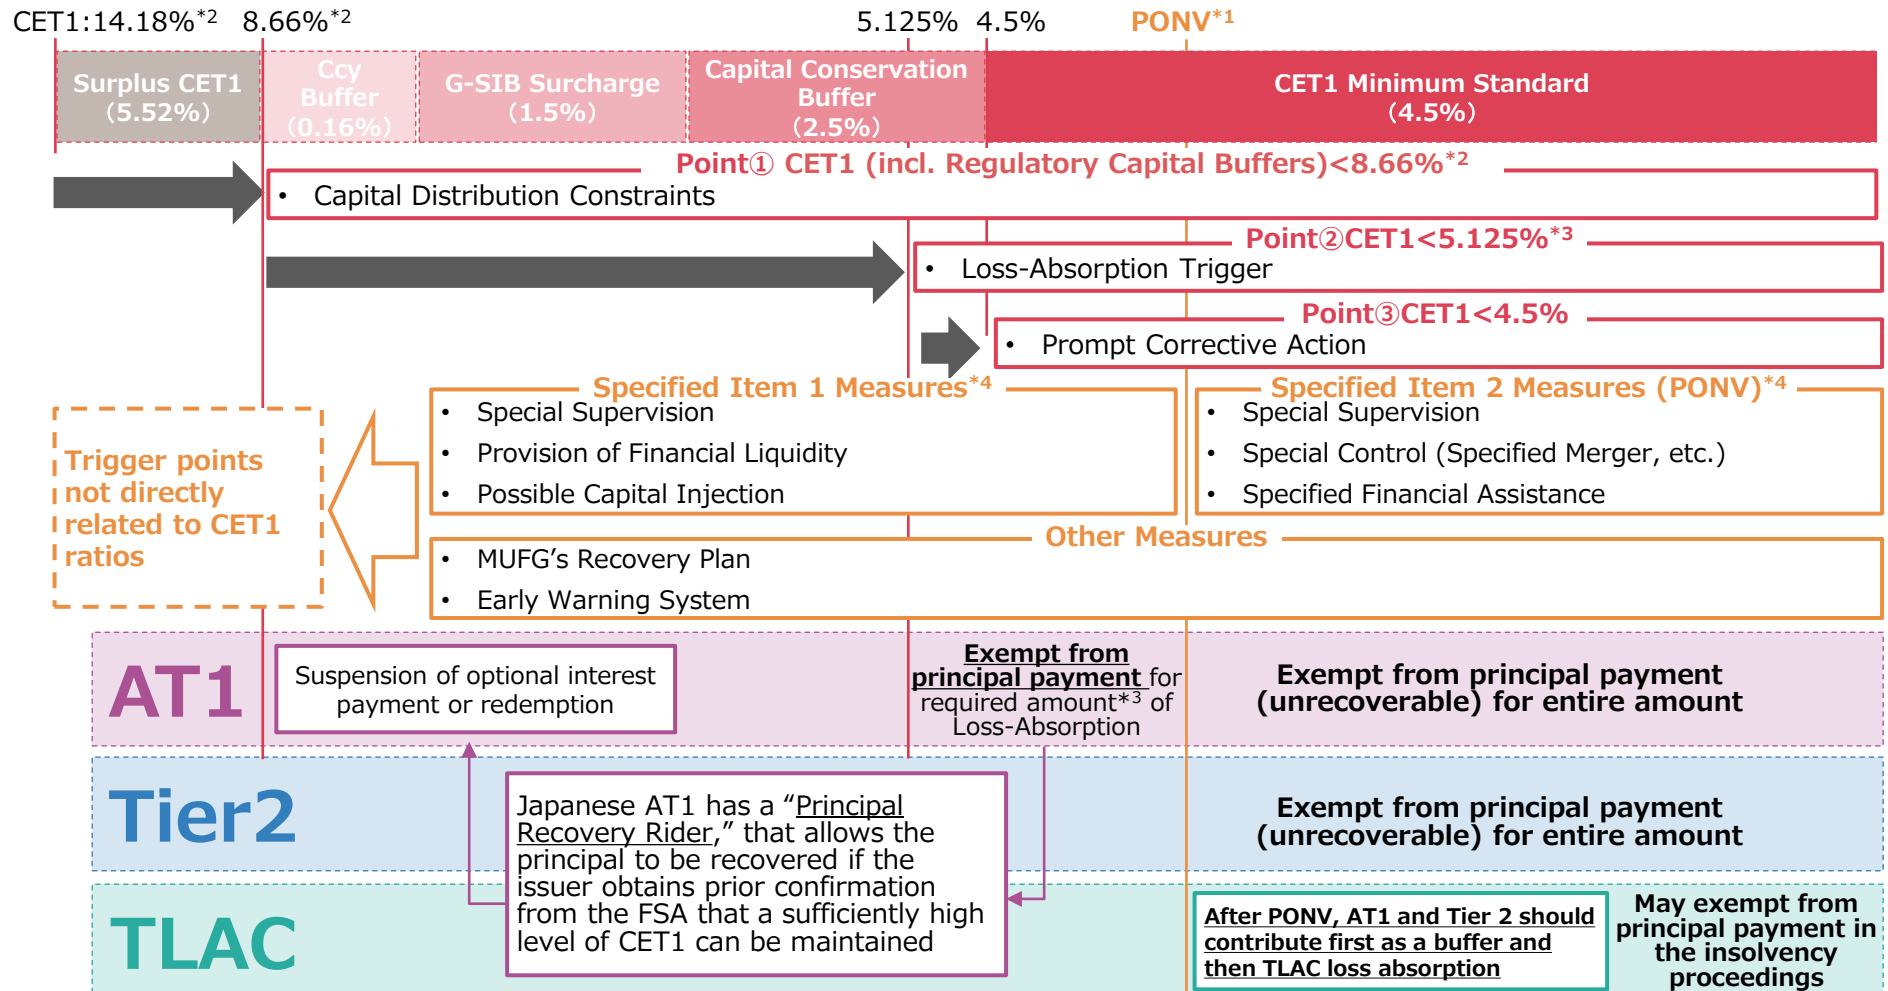 CET1:14.18%*2 8.66%*2 5.125% 4.5% PONV*1
Surplus CET1
(5.52%)
Ccy
Buffer
(0.16%)
G-SIB Surcharge
(1.5%)
Capital Conservation
Buffer
(2.5%)
CET1 Minimum Standard
(4.5%)
Point① CET1 (incl. Regulatory Capital Buffers)<8.66%*2
• Capital Distribution Constraints
Point②CET1<5.125%*3
• Loss-Absorption Trigger
Point③CET1<4.5%
• Prompt Corrective Action
Specified Item 1 Measures*4
• Special Supervision
• Provision of Financial Liquidity
• Possible Capital Injection
Specified Item 2 Measures (PONV)*4
• Special Supervision
• Special Control (Specified Merger, etc.)
• Specified Financial Assistance
Trigger points
not directly
related to CET1
ratios
Other Measures
• MUFG’s Recovery Plan
• Early Warning System
AT1
Suspension of optional interest
payment or redemption
Exempt from
principal payment for
required amount*3 of
Loss-Absorption
Exempt from principal payment
(unrecoverable) for entire amount
Tier2
Japanese AT1 has a “Principal
Recovery Rider,” that allows the
principal to be recovered if the
issuer obtains prior confirmation
from the FSA that a sufficiently high
level of CET1 can be maintained
Exempt from principal payment
(unrecoverable) for entire amount
TLAC
After PONV, AT1 and Tier 2 should
contribute first as a buffer and
then TLAC loss absorption
May exempt from
principal payment in
the insolvency
proceedings